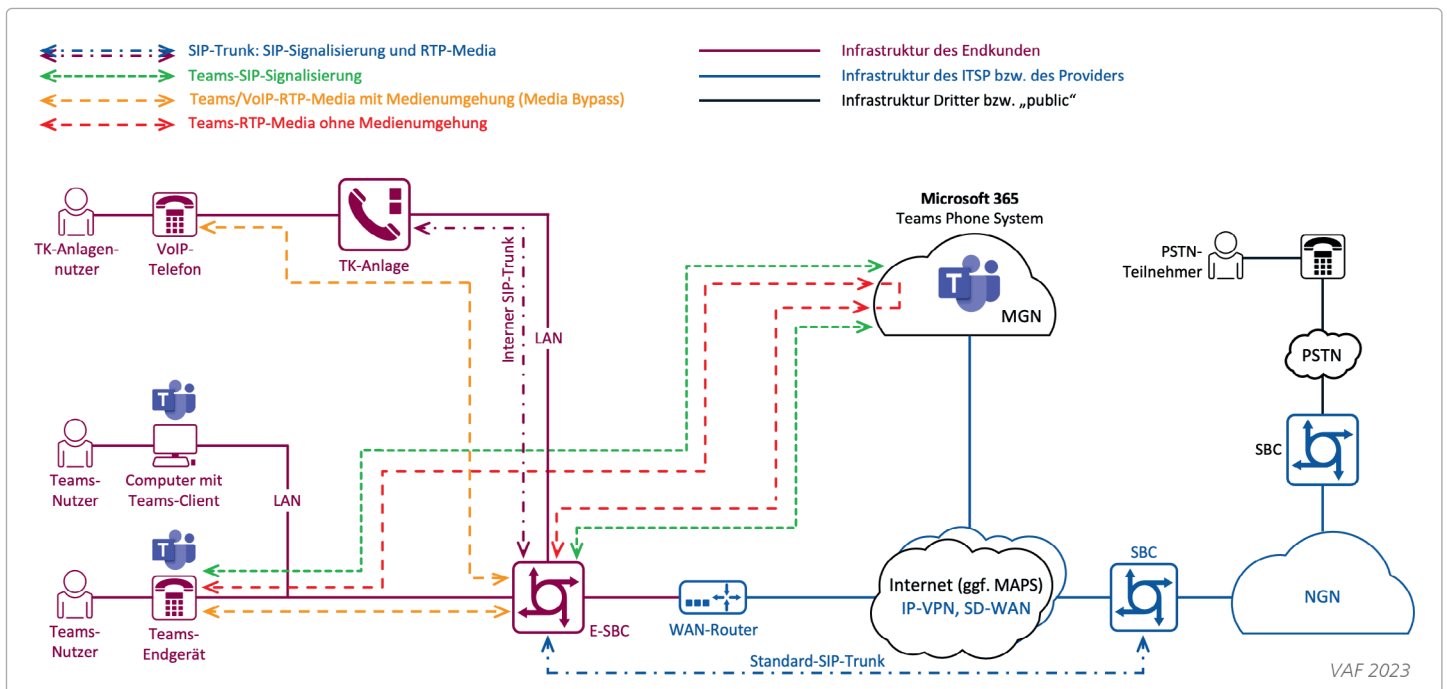 SIP-Trunk: SIP-Signalisierung und RTP-Media
Teams-SIP-Signalisierung
Teams/VoIP-RTP-Media mit Medienumgehung (Media Bypass)
Teams-RTP-Media ohne Medienumgehung
Infrastruktur des Endkunden
Infrastruktur des ITSP bzw. des Providers
Infrastruktur Dritter bzw. „public“
TK-Anlagen-
nutzer
VoIP-
Telefon
TK-Anlage
Interner SIP-Trunk
LAN
Microsoft 365
Teams Phone System
T
MGN
PSTN-
Teilnehmer
PSTN
SBC
T
Teams-
Nutzer
Computer mit
Teams-Client
LAN
T
Teams-
Nutzer
Teams-
Endgerät
E-SBC
WAN-Router
Internet (ggf. MAPS)
IP-VPN, SD-WAN
SBC
NGN
Standard-SIP-Trunk
VAF 2023